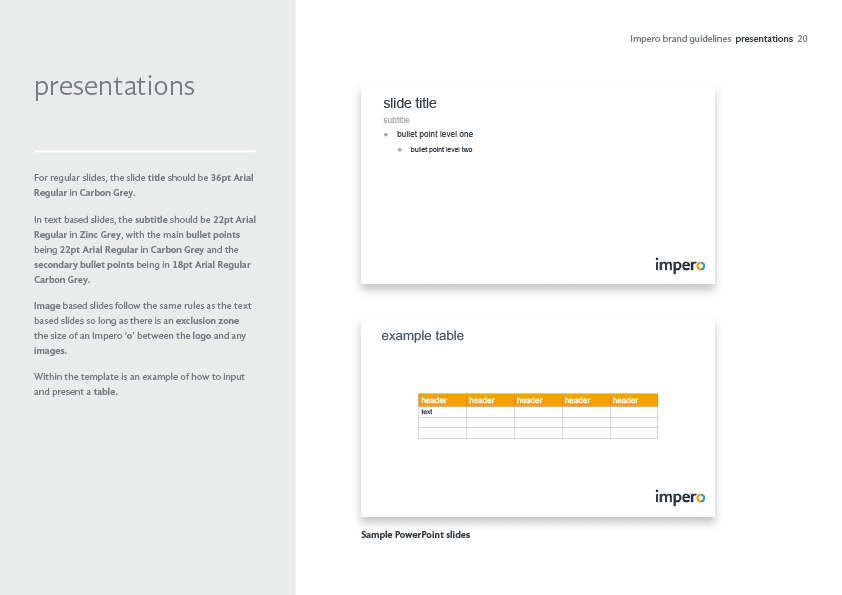 Impero brand guidelines presentations 20
presentations
For regular slides, the slide title should be 36pt Arial
Regular in Carbon Grey.
In text based slides, the subtitle should be 22pt Arial
Regular in Zinc Grey, with the main bullet points
being 22pt Arial Regular in Carbon Grey and the
secondary bullet points being in 18pt Arial Regular
Carbon Grey.
Image based slides follow the same rules as the text
based slides so long as there is an exclusion zone
the size of an Impero ‘o’ between the logo and any
images.
Within the template is an example of how to input
and present a table.
slide title
subtitle
bullet point level one
bullet point level two
impero
example table
header header header header header
text
impero
Sample PowerPoint slides